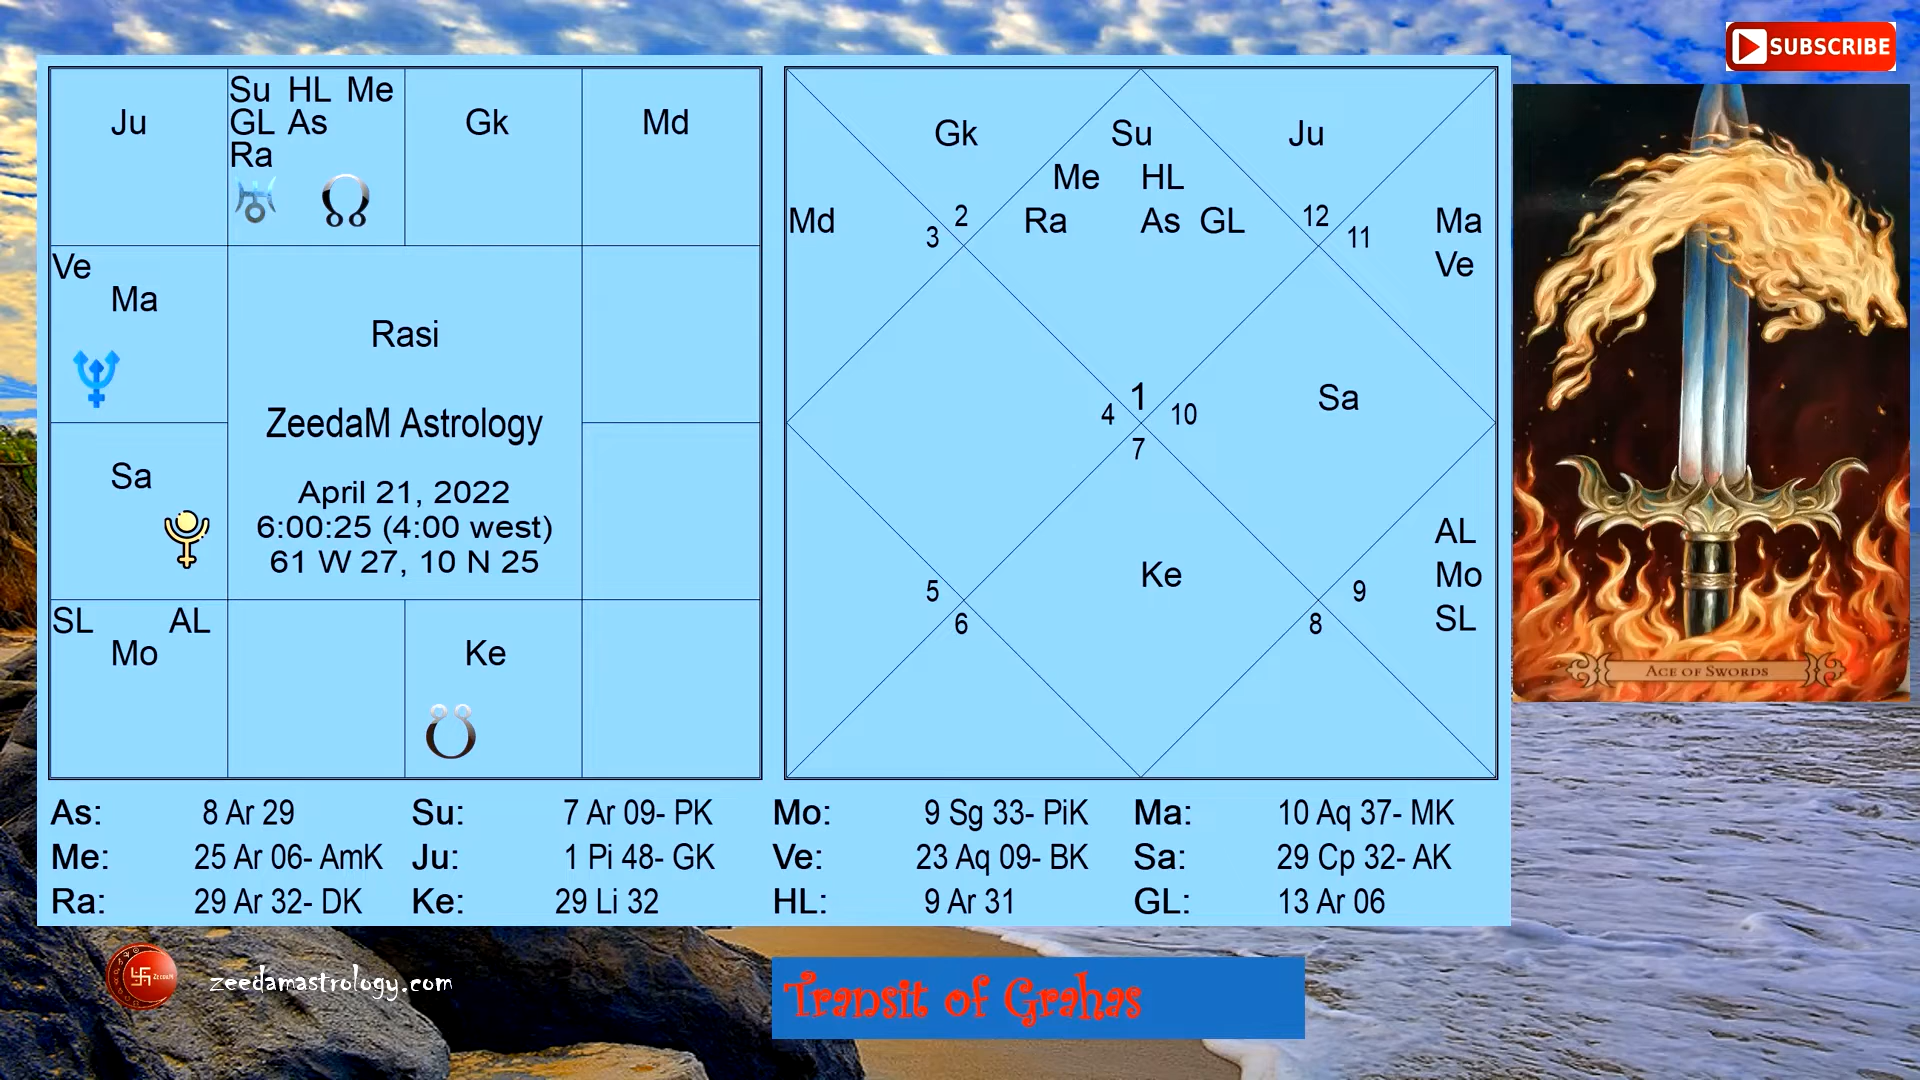 SUBSCRIBE
Ju
Su HL Me
GL As
Ra
Gk
Md
Ve
Ma
Rasi
ZeedaM Astrology
April 21, 2022
6:00:25 (4:00 west)
61 W 27, 10 N 25
Sa
SL AL
Mo
Ke
Gk Su Ju
Me HL
Md Ra As GL Ma
Ve
2 12
3 11
1
4 10
7
Sa
AL
Ke Mo
SL
5 9
6 8
ACE OF SWORDS
As: 8 Ar 29 Su: 7 Ar 09- PK Mo: 9 Sg 33- PiK Ma: 10 Aq 37- MK
Me: 25 Ar 06- AmK Ju: 1 Pi 48- GK Ve: 23 Aq 09- BK Sa: 29 Cp 32- AK
Ra: 29 Ar 32- DK Ke: 29 Li 32 HL: 9 Ar 31 GL: 13 Ar 06
ZeedaM
zeedamastrology.com
Transit of Grahas